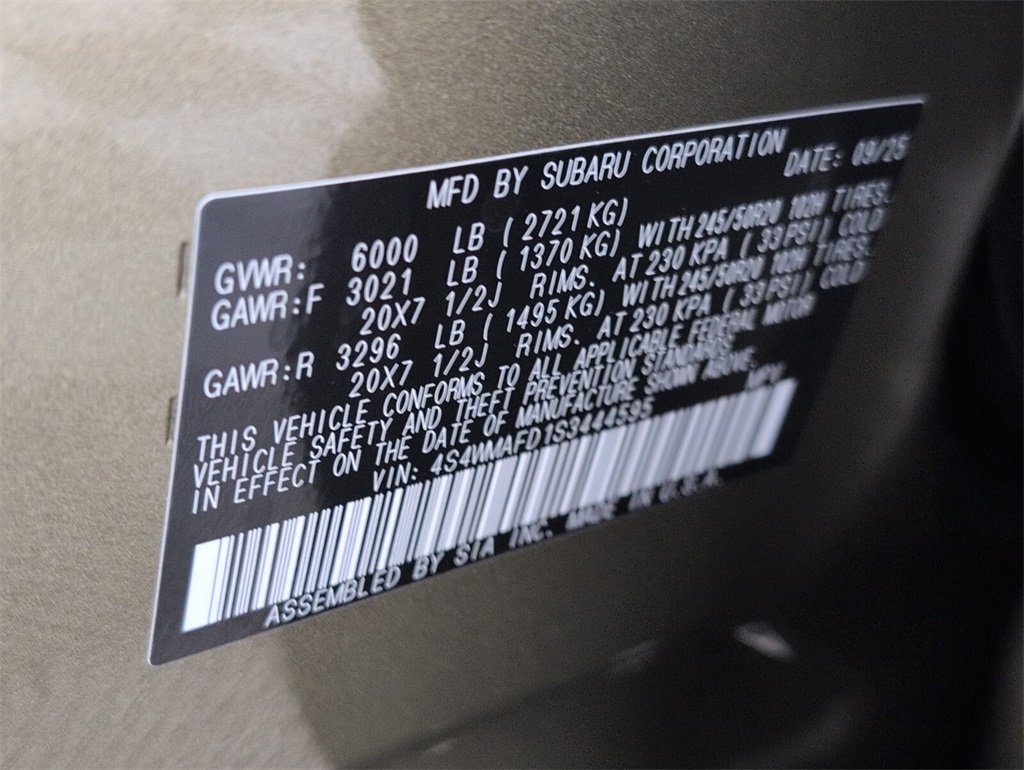 MFD BY SUBARU CORPORATION
DATE: 09/25
GVWR: 6000 LB ( 2721 KG)
GAWR:F 3021 LB ( 1370 KG) WITH 245/50R20 102H TIRES.
20X7 1/2J RIMS. AT 230 KPA ( 33 PSI) COLD
GAWR:R 3296 LB ( 1495 KG) WITH 245/50R20 102H TIRES.
20X7 1/2J RIMS. AT 230 KPA ( 33 PSI) COLD
THIS VEHICLE CONFORMS TO ALL APPLICABLE FEDERAL MOTOR
VEHICLE SAFETY AND THEFT PREVENTION STANDARDS
IN EFFECT ON THE DATE OF MANUFACTURE SHOWN ABOVE.
VIN: 4S4WMAFD1S3444595 MPV
ASSEMBLED BY SIA INC. MADE IN U.S.A.